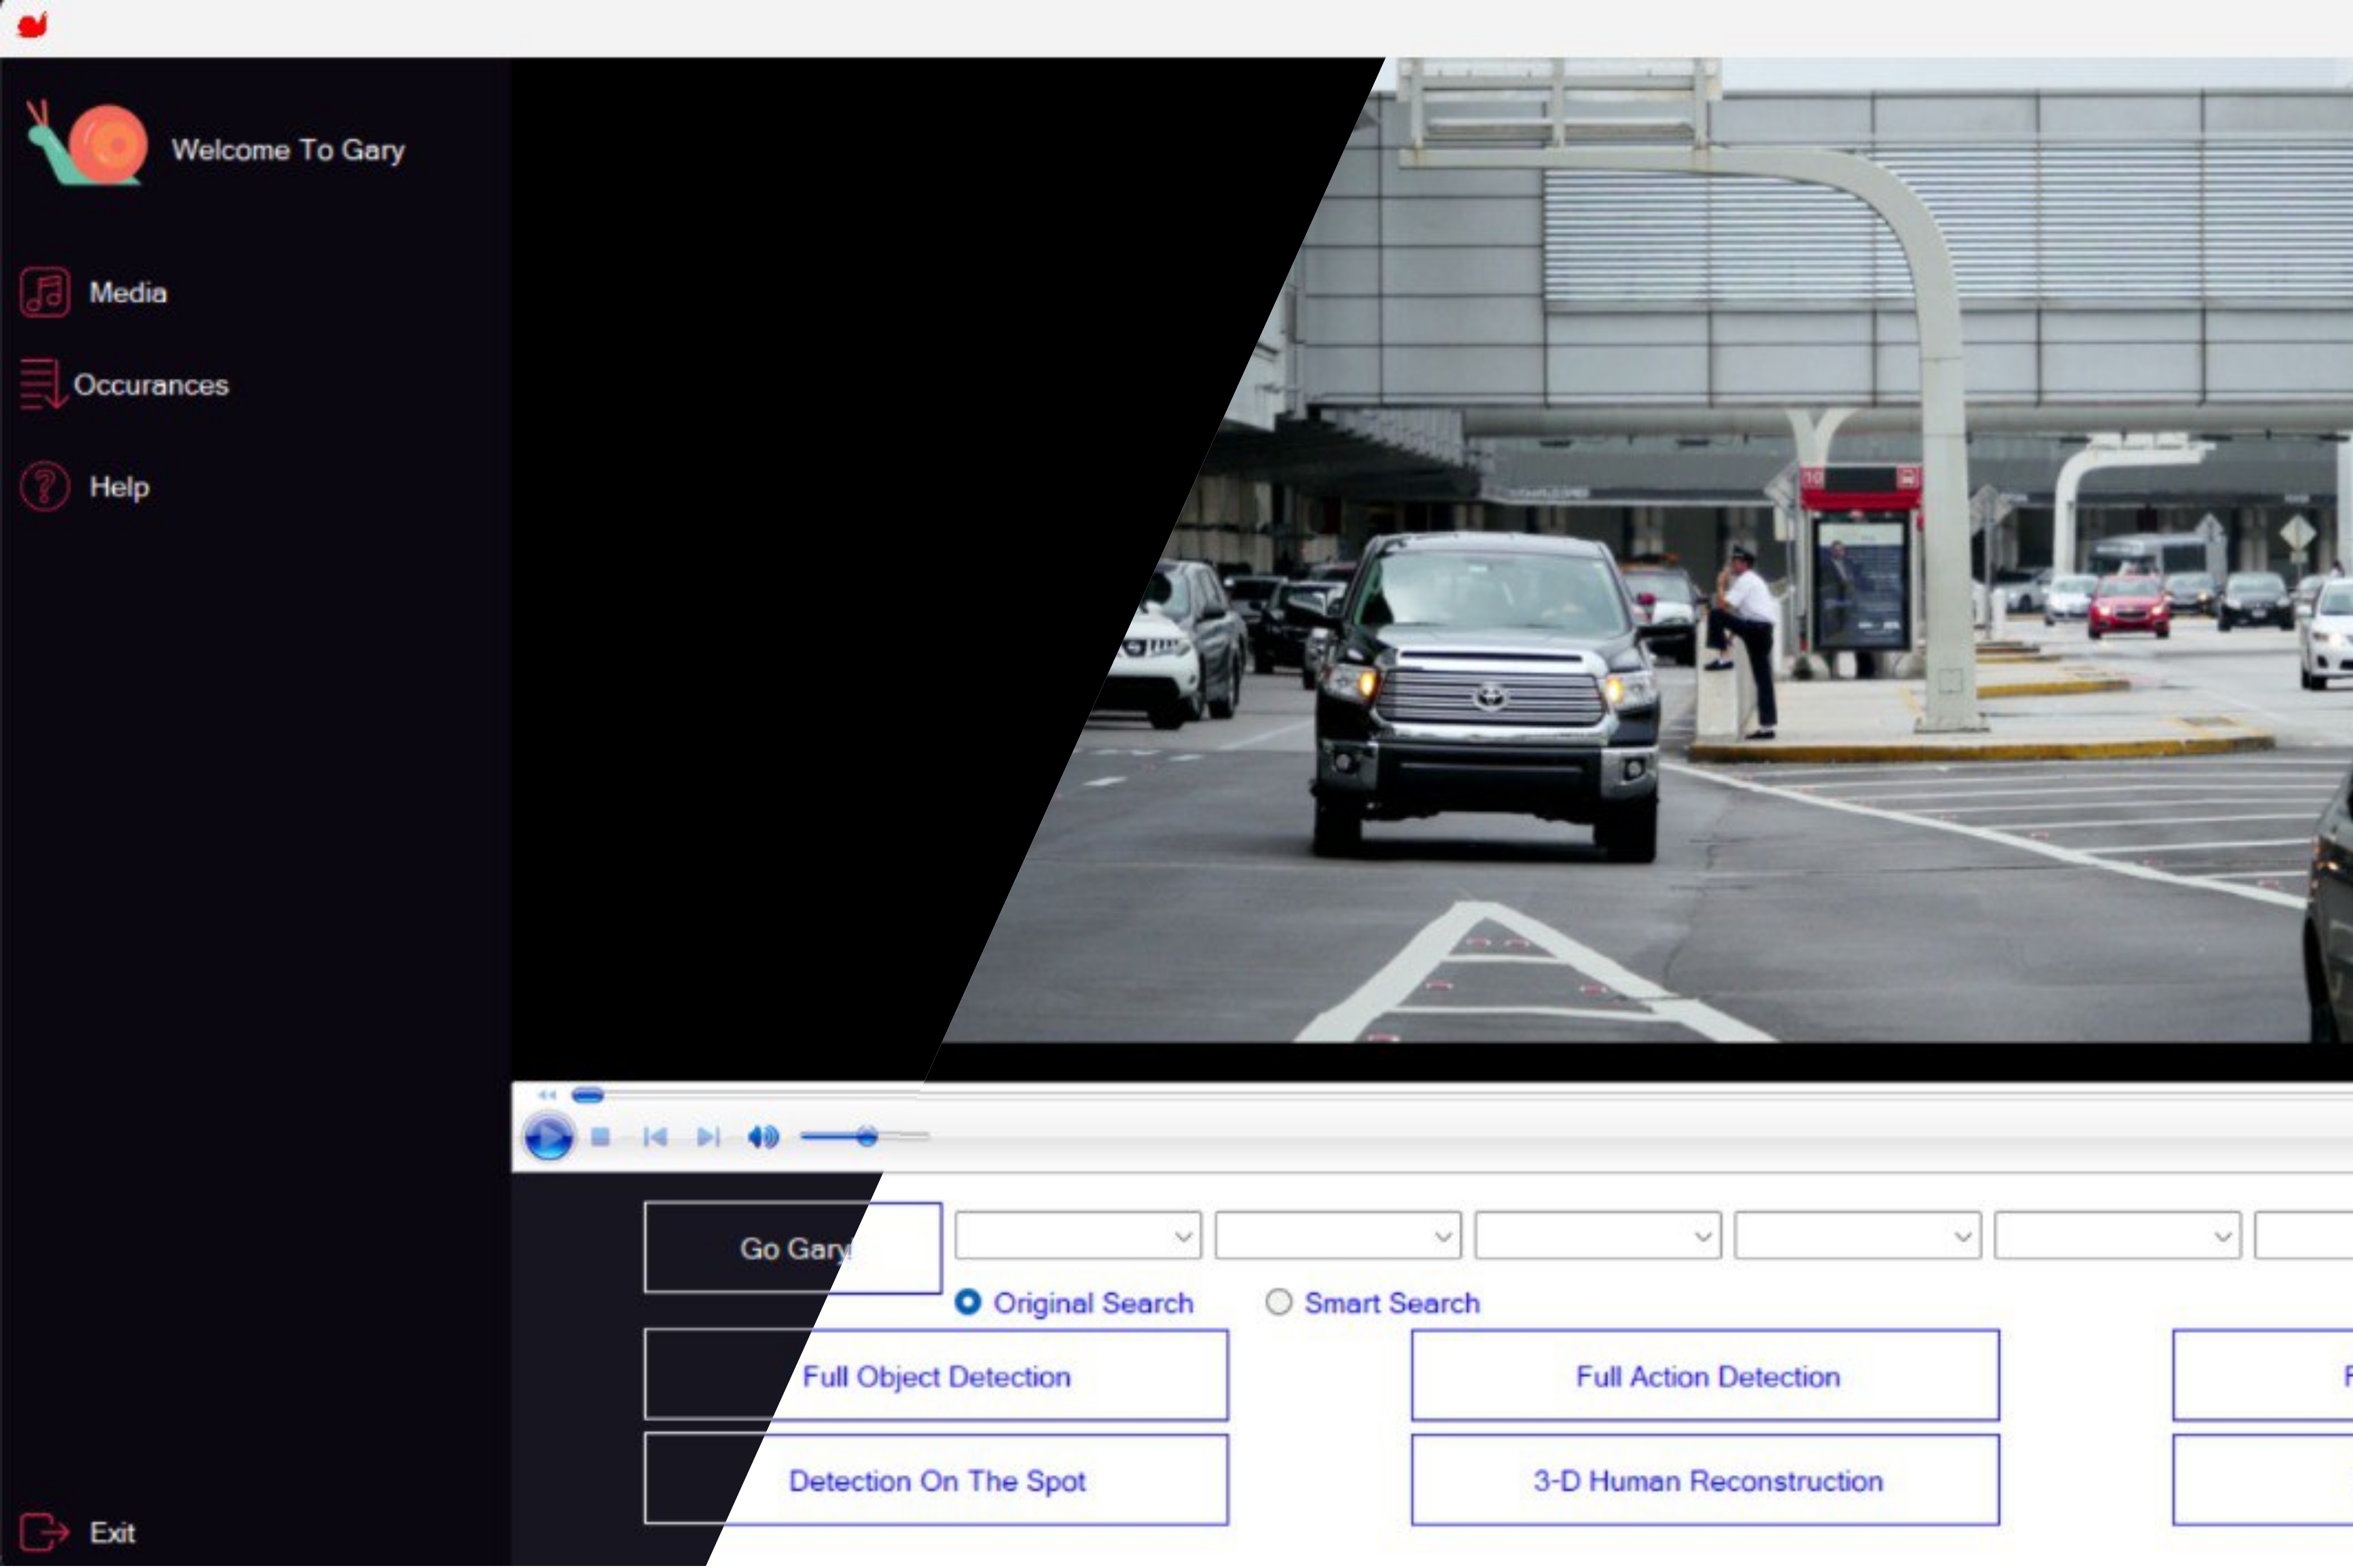 Welcome To Gary
Media
Occurances
Help
10
Go Gary
Original Search
Smart Search
Full Object Detection
Full Action Detection
Detection On The Spot
3-D Human Reconstruction
Exit